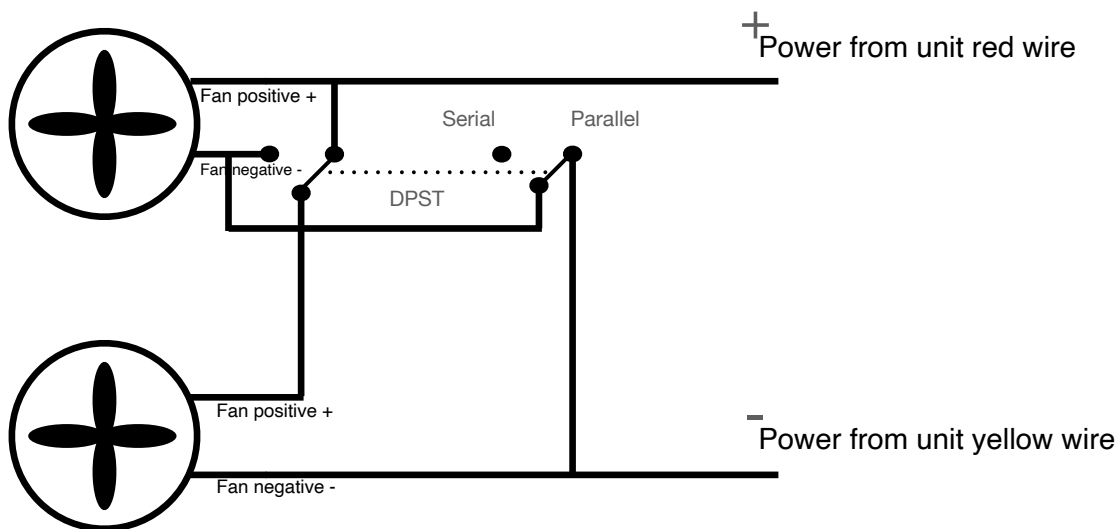 +
Power from unit red wire
Fan positive +
Serial
Parallel
Fan negative -
DPST
Fan positive +
-
Power from unit yellow wire
Fan negative -